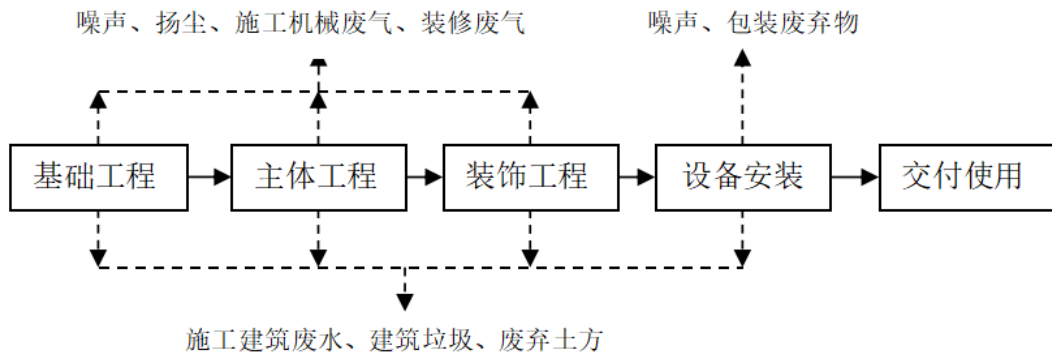 噪声、扬尘、施工机械废气、装修废气
噪声、包装废弃物
基础工程
主体工程
装饰工程
设备安装
交付使用
施工建筑废水、建筑垃圾、废弃土方